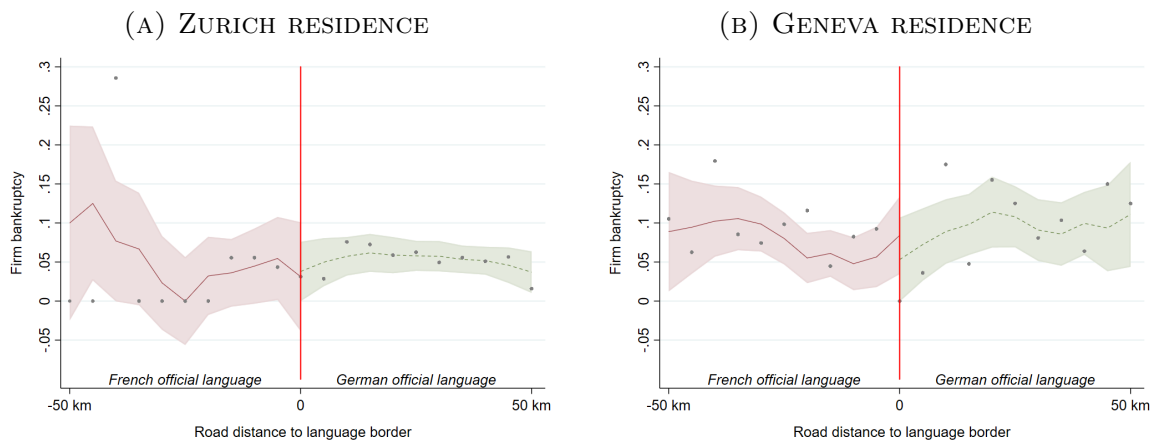 (A) ZURICH RESIDENCE
Firm bankruptcy
.3
.25
.2
.15
.1
.05
0
-.05
French official language
German official language
-50 km
0
50 km
Road distance to language border
(B) GENEVA RESIDENCE
Firm bankruptcy
.3
.25
.2
.15
.1
.05
0
-.05
French official language
German official language
-50 km
0
50 km
Road distance to language border